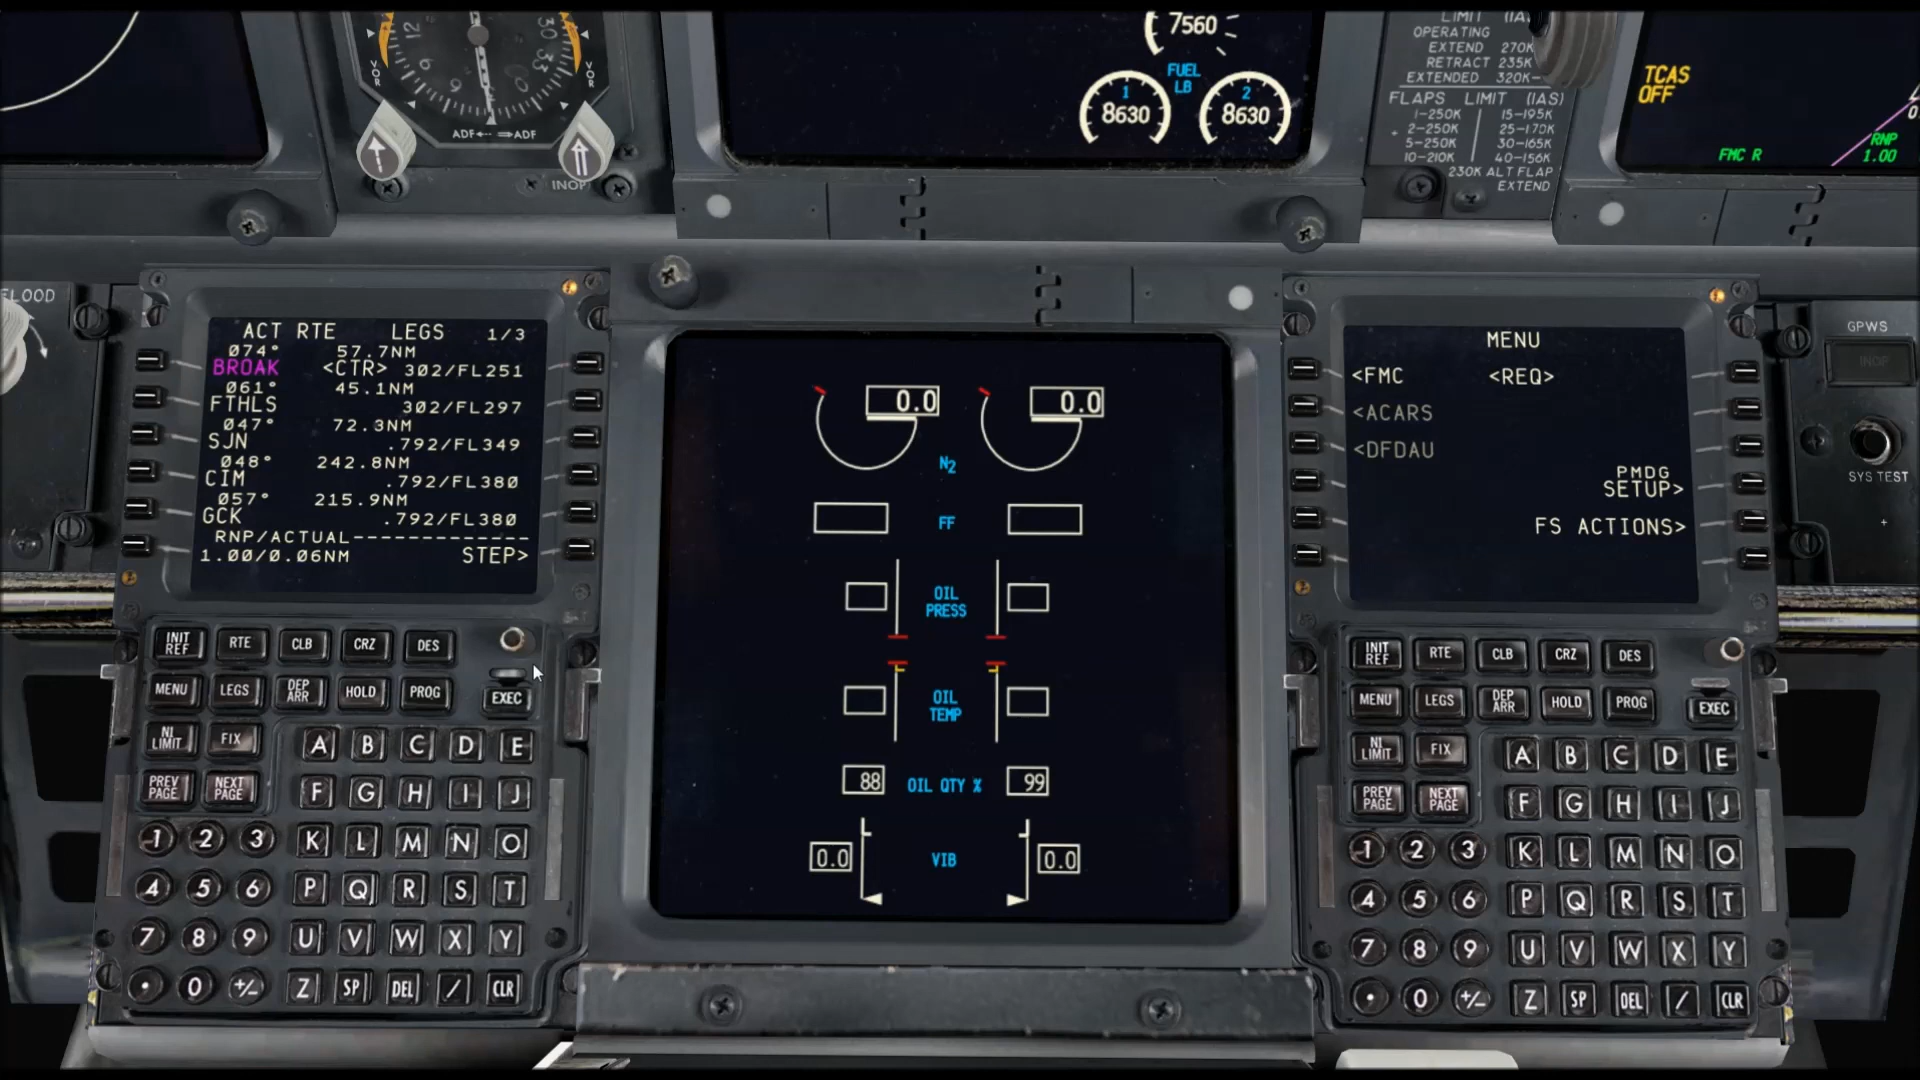 12
30
33
9
0
VOR
VOR
ADF
ADF
INOP
7560
FUEL
LB
1
2
8630
8630
LIMIT (IAS)
OPERATING
EXTEND 270K
RETRACT 235K
EXTENDED 320K
FLAPS LIMIT (IAS)
1-250K 15-195K
2-250K 25-170K
5-250K 30-165K
10-210K 40-156K
230K ALT FLAP
EXTEND
TCAS
OFF
FMC R
RNP
1.00
FLOOD
ACT RTE LEGS 1/3
074° 57.7NM
BROAK <CTR> 302/FL251
061° 45.1NM
FTHLS 302/FL297
047° 72.3NM
SJN .792/FL349
048° 242.8NM
CIM .792/FL380
057° 215.9NM
GCK .792/FL380
RNP/ACTUAL-------------
1.00/0.06NM STEP>
0.0 0.0
N2
FF
OIL
PRESS
OIL
TEMP
88 OIL QTY % 99
0.0 VIB 0.0
MENU
<FMC <REQ>
<ACARS
<DFDAU
PMDG
SETUP>
FS ACTIONS>
GPWS
INOP
SYS TEST
INIT REF RTE CLB CRZ DES
MENU LEGS DEP ARR HOLD PROG EXEC
N1 LIMIT FIX A B C D E
PREV PAGE NEXT PAGE F G H I J
1 2 3 K L M N O
4 5 6 P Q R S T
7 8 9 U V W X Y
. 0 +/- Z SP DEL / CLR
INIT REF RTE CLB CRZ DES
MENU LEGS DEP ARR HOLD PROG EXEC
N1 LIMIT FIX A B C D E
PREV PAGE NEXT PAGE F G H I J
1 2 3 K L M N O
4 5 6 P Q R S T
7 8 9 U V W X Y
. 0 +/- Z SP DEL / CLR